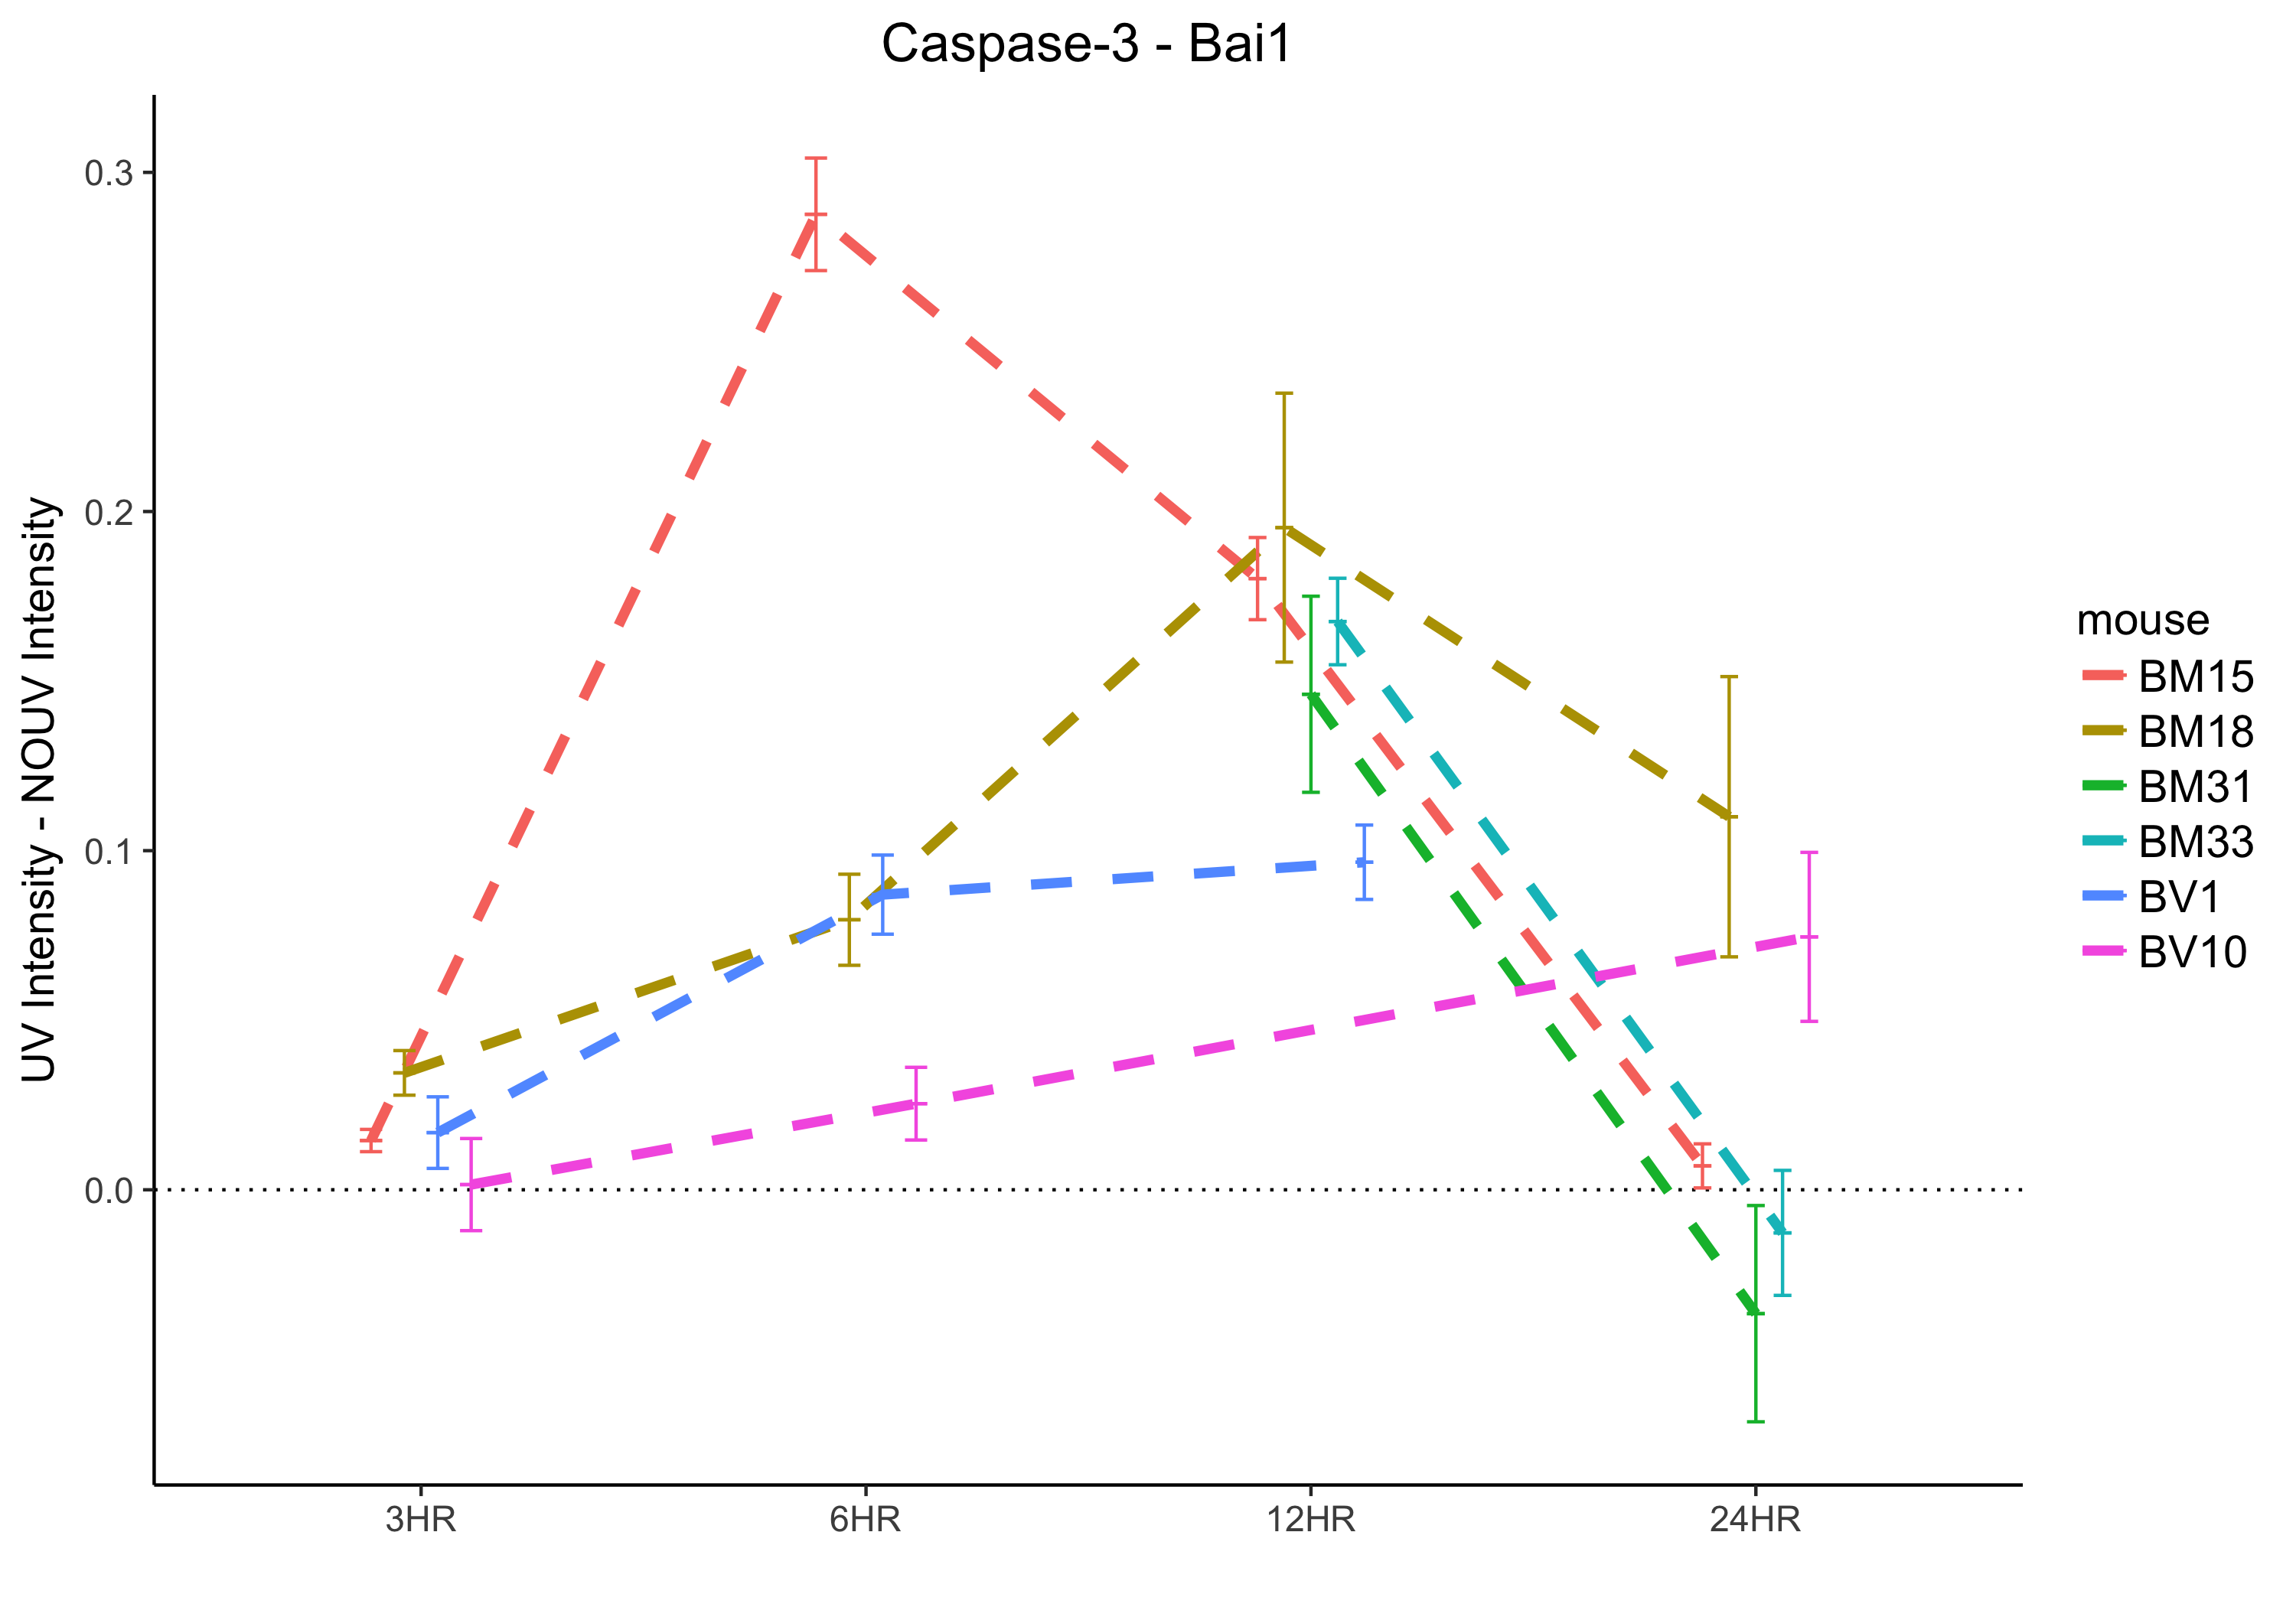 Caspase-3 - Bai1
UV Intensity - NOUV Intensity
0.3
0.2
0.1
0.0
3HR
6HR
12HR
24HR
mouse
BM15
BM18
BM31
BM33
BV1
BV10